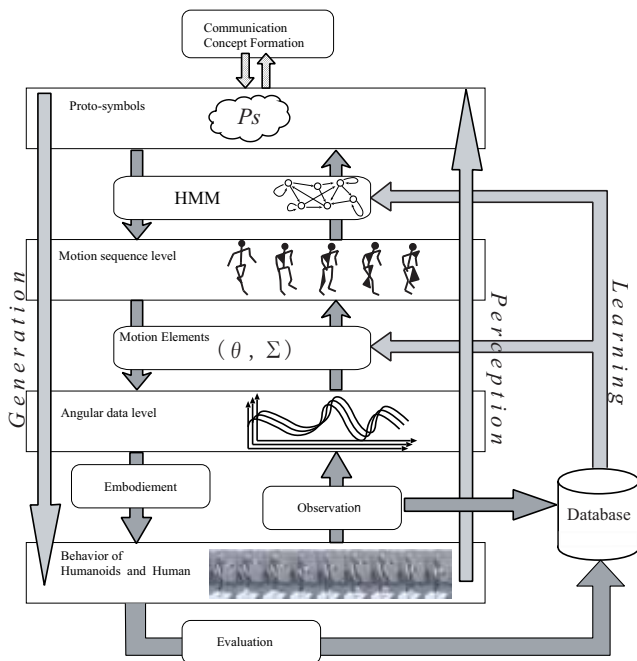 Communication
Concept Formation
Proto-symbols
Ps
HMM
Motion sequence level
Motion Elements
(θ, Σ)
Angular data level
Embodiement
Observation
Database
Behavior of
Humanoids and Human
Evaluation
Generation
Perception
Learning